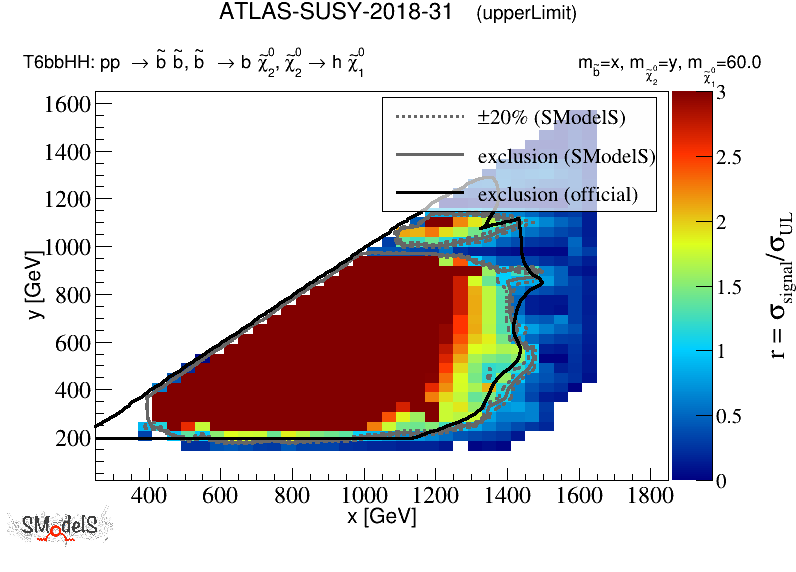 ATLAS-SUSY-2018-31 (upperLimit)
T6bbHH: pp → b̃ b̃, b̃ → b χ̃⁰₂, χ̃⁰₂ → h χ̃⁰₁
m_b̃=x, m_χ̃⁰₂=y, m_χ̃⁰₁=60.0
±20% (SModelS)
exclusion (SModelS)
exclusion (official)
1600
1400
1200
1000
800
600
400
200
y [GeV]
400 600 800 1000 1200 1400 1600 1800
x [GeV]
3
2.5
2
1.5
1
0.5
0
r = σ_signal/σ_UL
SModelS